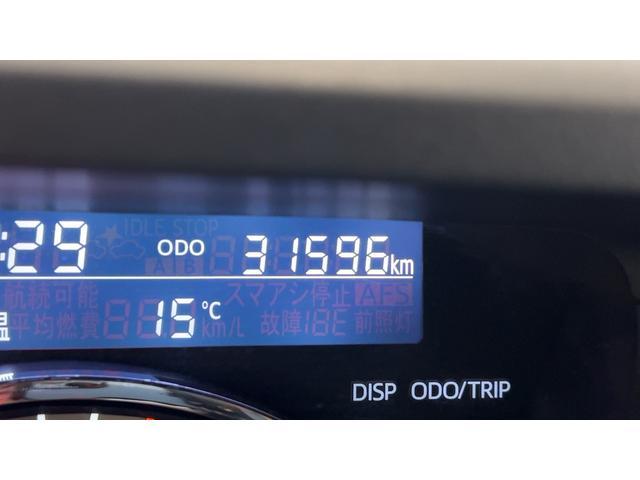 IDLE STOP
:29 ODO 31596km
A B
航続可能 スマアシ停止 AFS
温 15℃
平均燃費 km/L 故障 前照灯
DISP ODO/TRIP